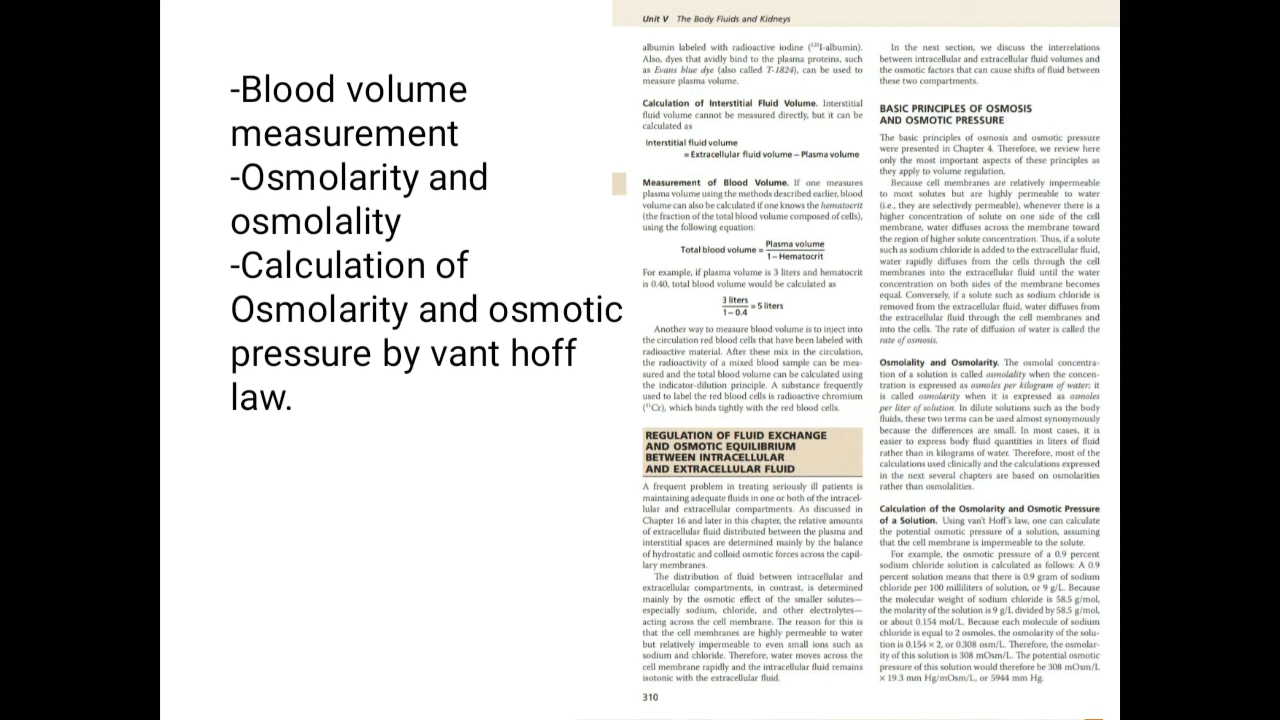 -Blood volume
measurement
-Osmolarity and
osmolality
-Calculation of
Osmolarity and osmotic
pressure by vant hoff
law.
Unit V The Body Fluids and Kidneys
albumin labeled with radioactive iodine (¹²⁵I-albumin).
Also, dyes that avidly bind to the plasma proteins, such
as Evans blue dye (also called T-1824), can be used to
measure plasma volume.
Calculation of Interstitial Fluid Volume. Interstitial
fluid volume cannot be measured directly, but it can be
calculated as
Interstitial fluid volume
= Extracellular fluid volume – Plasma volume
Measurement of Blood Volume. If one measures
plasma volume using the methods described earlier, blood
volume can also be calculated if one knows the hematocrit
(the fraction of the total blood volume composed of cells),
using the following equation:
Total blood volume = Plasma volume
1 – Hematocrit
For example, if plasma volume is 3 liters and hematocrit
is 0.40, total blood volume would be calculated as
3 liters
1 – 0.4 = 5 liters
Another way to measure blood volume is to inject into
the circulation red blood cells that have been labeled with
radioactive material. After these mix in the circulation,
the radioactivity of a mixed blood sample can be mea-
sured and the total blood volume can be calculated using
the indicator-dilution principle. A substance frequently
used to label the red blood cells is radioactive chromium
(⁵¹Cr), which binds tightly with the red blood cells.
REGULATION OF FLUID EXCHANGE
AND OSMOTIC EQUILIBRIUM
BETWEEN INTRACELLULAR
AND EXTRACELLULAR FLUID
A frequent problem in treating seriously ill patients is
maintaining adequate fluids in one or both of the intracel-
lular and extracellular compartments. As discussed in
Chapter 16 and later in this chapter, the relative amounts
of extracellular fluid distributed between the plasma and
interstitial spaces are determined mainly by the balance
of hydrostatic and colloid osmotic forces across the capil-
lary membranes.
The distribution of fluid between intracellular and
extracellular compartments, in contrast, is determined
mainly by the osmotic effect of the smaller solutes—
especially sodium, chloride, and other electrolytes—
acting across the cell membrane. The reason for this is
that the cell membranes are highly permeable to water
but relatively impermeable to even small ions such as
sodium and chloride. Therefore, water moves across the
cell membrane rapidly and the intracellular fluid remains
isotonic with the extracellular fluid.
310
In the next section, we discuss the interrelations
between intracellular and extracellular fluid volumes and
the osmotic factors that can cause shifts of fluid between
these two compartments.
BASIC PRINCIPLES OF OSMOSIS
AND OSMOTIC PRESSURE
The basic principles of osmosis and osmotic pressure
were presented in Chapter 4. Therefore, we review here
only the most important aspects of these principles as
they apply to volume regulation.
Because cell membranes are relatively impermeable
to most solutes but are highly permeable to water
(i.e., they are selectively permeable), whenever there is a
higher concentration of solute on one side of the cell
membrane, water diffuses across the membrane toward
the region of higher solute concentration. Thus, if a solute
such as sodium chloride is added to the extracellular fluid,
water rapidly diffuses from the cells through the cell
membranes into the extracellular fluid until the water
concentration on both sides of the membrane becomes
equal. Conversely, if a solute such as sodium chloride is
removed from the extracellular fluid, water diffuses from
the extracellular fluid through the cell membranes and
into the cells. The rate of diffusion of water is called the
rate of osmosis.
Osmolality and Osmolarity. The osmolal concentra-
tion of a solution is called osmolality when the concen-
tration is expressed as osmoles per kilogram of water; it
is called osmolarity when it is expressed as osmoles
per liter of solution. In dilute solutions such as the body
fluids, these two terms can be used almost synonymously
because the differences are small. In most cases, it is
easier to express body fluid quantities in liters of fluid
rather than in kilograms of water. Therefore, most of the
calculations used clinically and the calculations expressed
in the next several chapters are based on osmolarities
rather than osmolalities.
Calculation of the Osmolarity and Osmotic Pressure
of a Solution. Using van't Hoff's law, one can calculate
the potential osmotic pressure of a solution, assuming
that the cell membrane is impermeable to the solute.
For example, the osmotic pressure of a 0.9 percent
sodium chloride solution is calculated as follows: A 0.9
percent solution means that there is 0.9 gram of sodium
chloride per 100 milliliters of solution, or 9 g/L. Because
the molecular weight of sodium chloride is 58.5 g/mol,
the molarity of the solution is 9 g/L divided by 58.5 g/mol,
or about 0.154 mol/L. Because each molecule of sodium
chloride is equal to 2 osmoles, the osmolarity of the solu-
tion is 0.154 × 2, or 0.308 osm/L. Therefore, the osmolar-
ity of this solution is 308 mOsm/L. The potential osmotic
pressure of this solution would therefore be 308 mOsm/L
× 19.3 mm Hg/mOsm/L, or 5944 mm Hg.